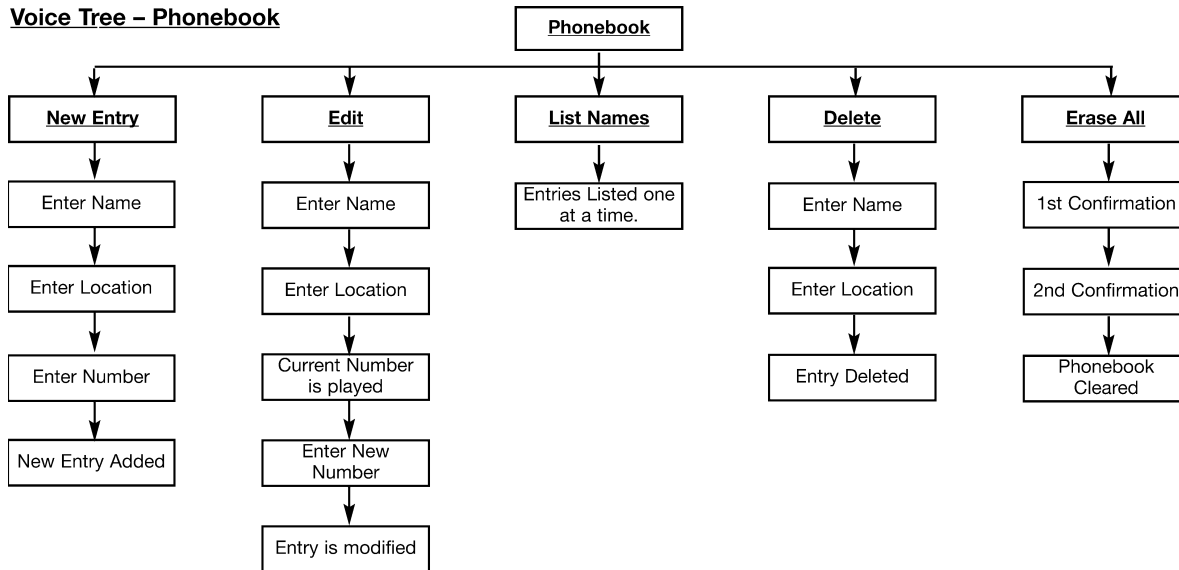 Voice Tree – Phonebook
Phonebook
New Entry
Enter Name
Enter Location
Enter Number
New Entry Added
Edit
Enter Name
Enter Location
Current Number
is played
Enter New
Number
Entry is modified
List Names
Entries Listed one
at a time.
Delete
Enter Name
Enter Location
Entry Deleted
Erase All
1st Confirmation
2nd Confirmation
Phonebook
Cleared